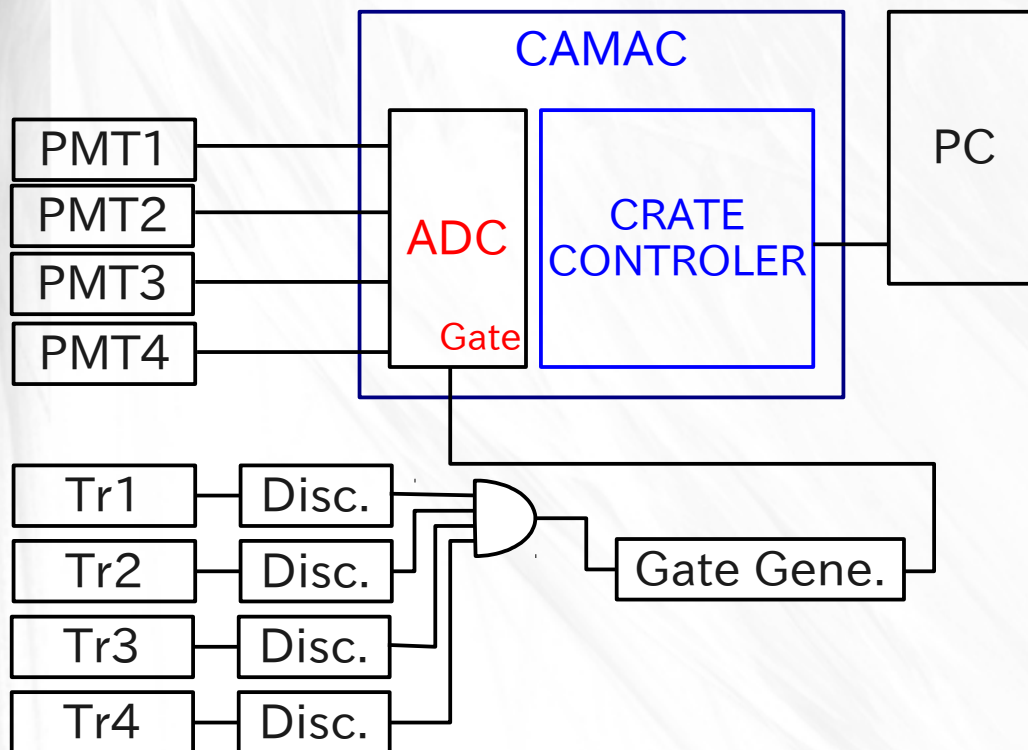 CAMAC
PC
PMT1
PMT2
PMT3
PMT4
ADC
Gate
CRATE
CONTROLER
Tr1
Disc.
Tr2
Disc.
Gate Gene.
Tr3
Disc.
Tr4
Disc.